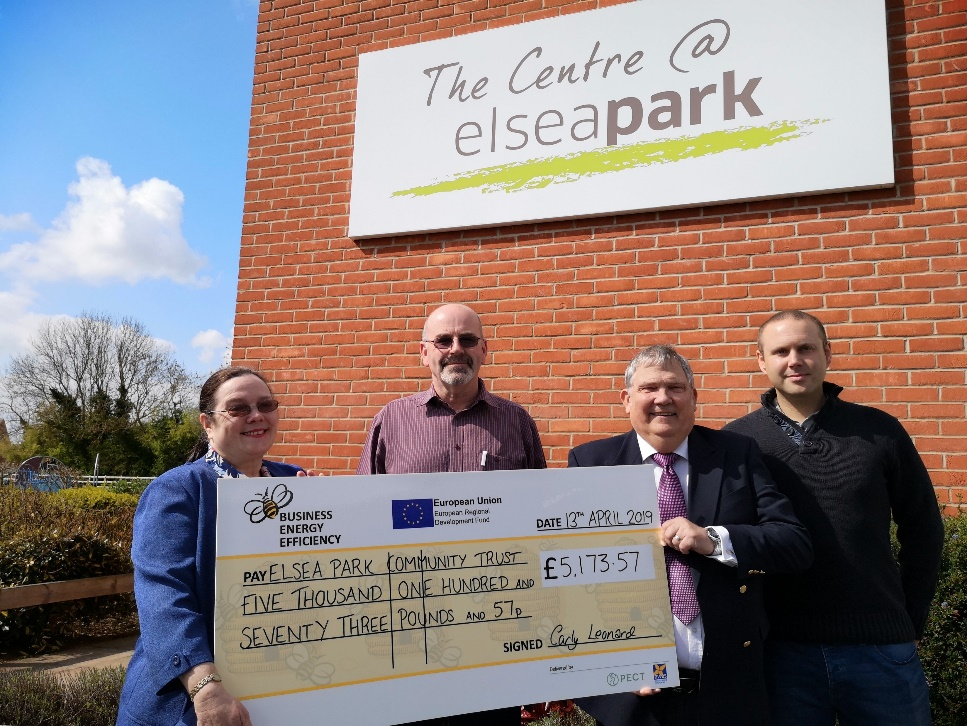 The Centre @
elseapark
BUSINESS
ENERGY
EFFICIENCY
European Union
European Regional
Development Fund
DATE 13TH APRIL 2019
PAY ELSEA PARK COMMUNITY TRUST
£5,173.57
FIVE THOUSAND ONE HUNDRED AND
SEVENTY THREE POUNDS AND 57p
SIGNED Carly Leonard
Delivered by
PECT